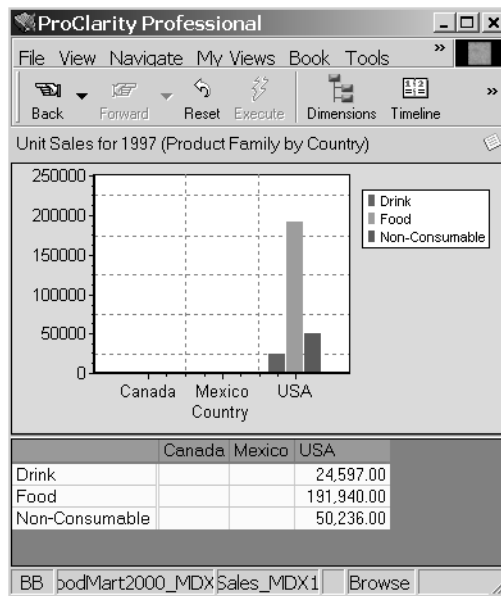 ProClarity Professional
File View Navigate My Views Book Tools »
Back Forward Reset Execute Dimensions Timeline »
Unit Sales for 1997 (Product Family by Country)
250000
200000
150000
100000
50000
0
Drink
Food
Non-Consumable
Canada Mexico USA
Country
Canada Mexico USA
Drink 24,597.00
Food 191,940.00
Non-Consumable 50,236.00
BB oodMart2000_MDX Sales_MDX1 Browse